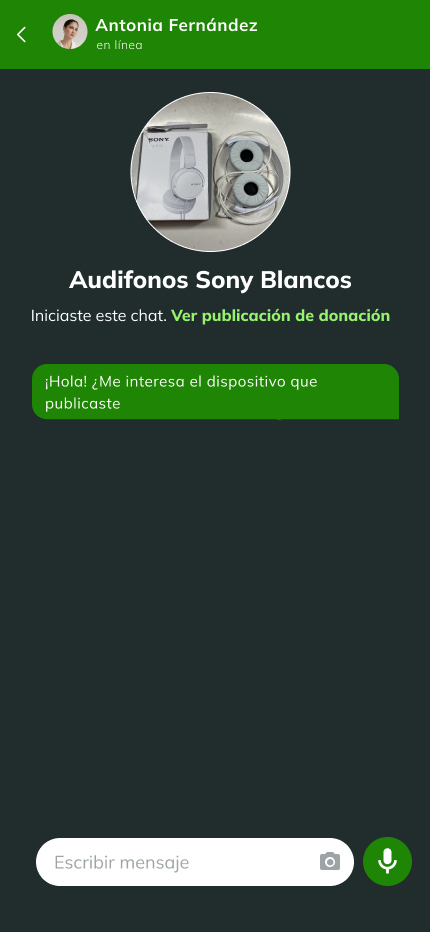 Antonia Fernández
en línea
SONY
Audifonos Sony Blancos
Iniciaste este chat. Ver publicación de donación
¡Hola! ¿Me interesa el dispositivo que
publicaste
Escribir mensaje